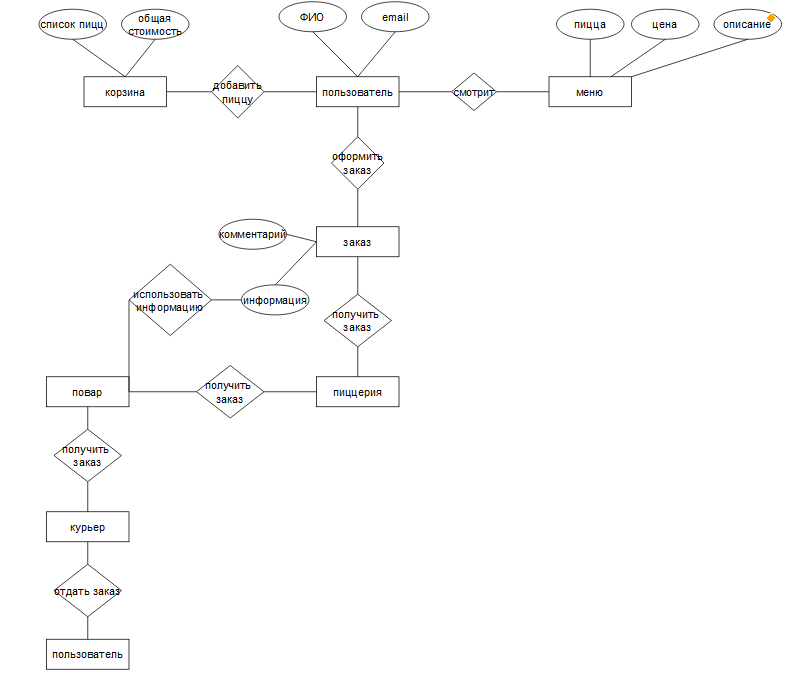 список пицц
общая
стоимость
ФИО
email
пицца
цена
описание
корзина
добавить
пиццу
пользователь
смотрит
меню
оформить
заказ
комментарий
заказ
использовать
информацию
информация
получить
заказ
повар
получить
заказ
пиццерия
получить
заказ
курьер
отдать заказ
пользователь